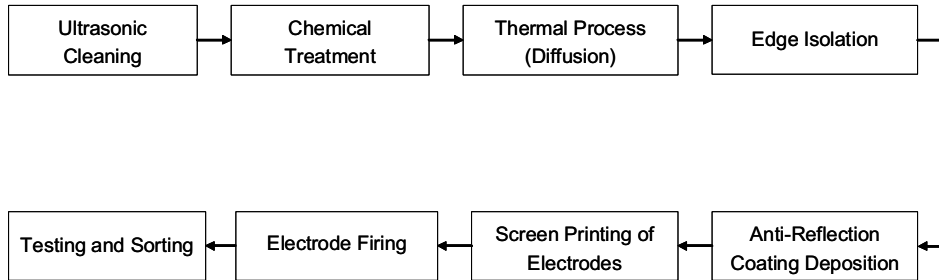 Ultrasonic
Cleaning
Chemical
Treatment
Thermal Process
(Diffusion)
Edge Isolation
Anti-Reflection
Coating Deposition
Screen Printing of
Electrodes
Electrode Firing
Testing and Sorting